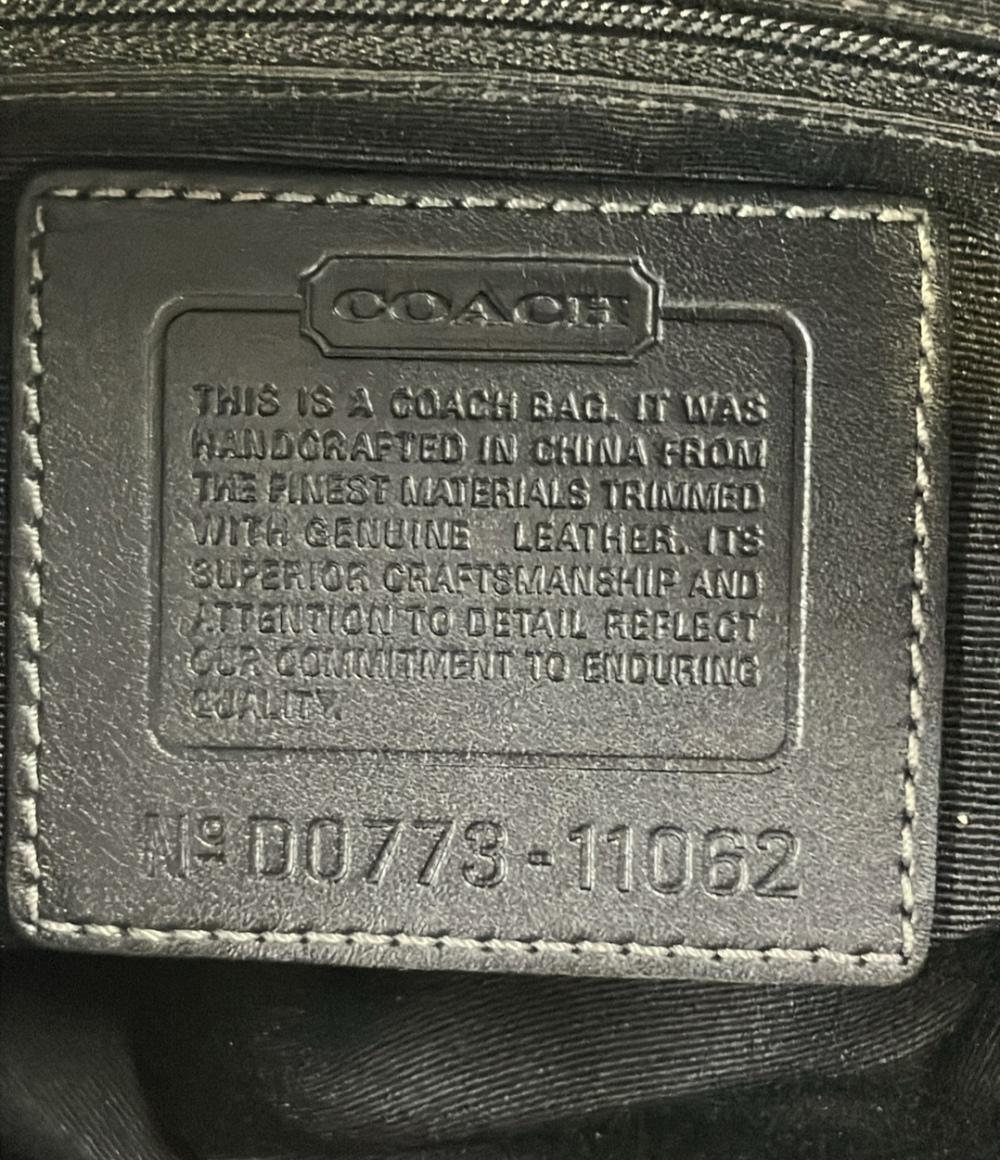 COACH
THIS IS A COACH BAG. IT WAS
HANDCRAFTED IN CHINA FROM
THE FINEST MATERIALS TRIMMED
WITH GENUINE LEATHER. ITS
SUPERIOR CRAFTSMANSHIP AND
ATTENTION TO DETAIL REFLECT
OUR COMMITMENT TO ENDURING
QUALITY.
Nº D0773-11062